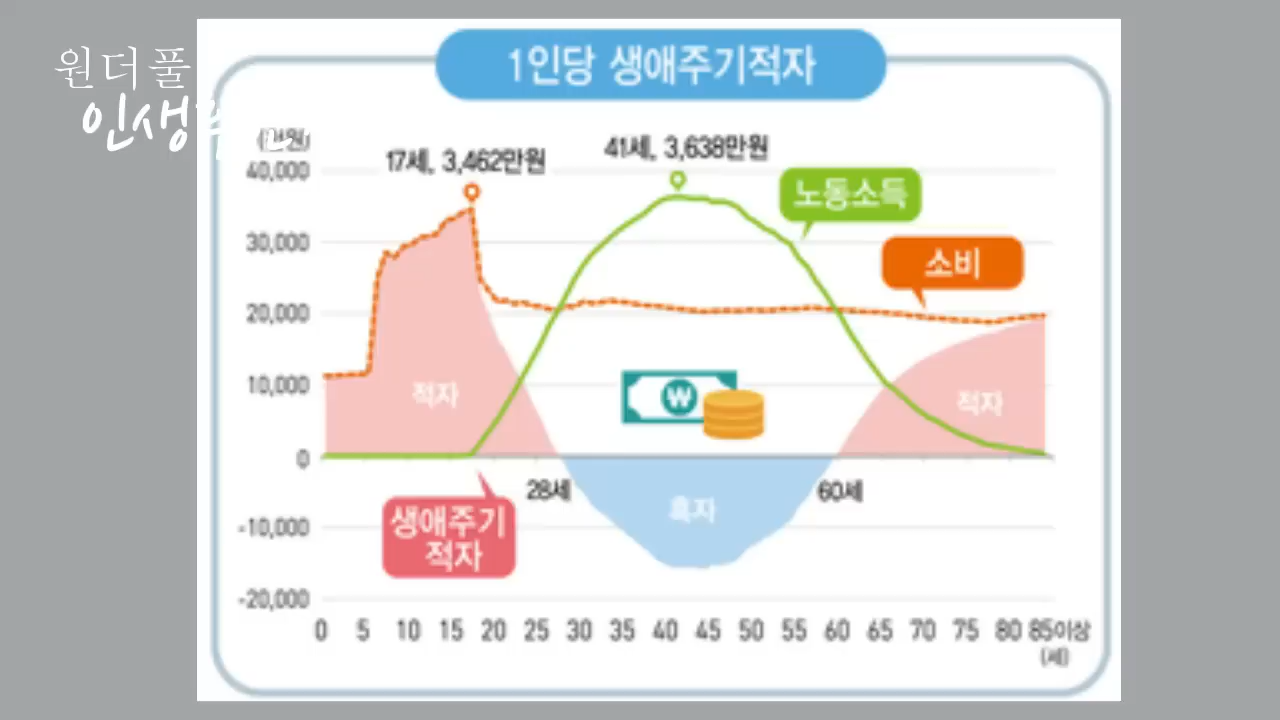 원더풀
인생
1인당 생애주기적자
17세, 3,462만원
41세, 3,638만원
노동소득
소비
40,000
30,000
20,000
10,000
0
-10,000
-20,000
적자
적자
흑자
28세
60세
생애주기
적자
₩
0 5 10 15 20 25 30 35 40 45 50 55 60 65 70 75 80 85이상
(세)